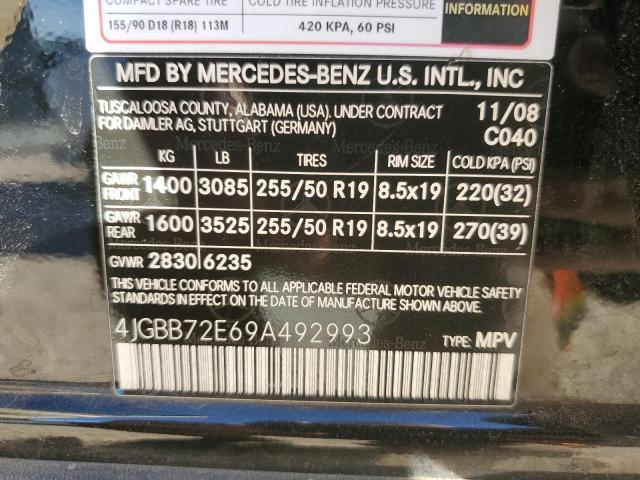 COMPACT SPARE TIRE COLD TIRE INFLATION PRESSURE
155/90 D18 (R18) 113M 420 KPA, 60 PSI
INFORMATION
MFD BY MERCEDES-BENZ U.S. INTL., INC
TUSCALOOSA COUNTY, ALABAMA (USA). UNDER CONTRACT 11/08
FOR DAIMLER AG, STUTTGART (GERMANY) C040
KG LB TIRES RIM SIZE COLD KPA (PSI)
GAWR FRONT 1400 3085 255/50 R19 8.5x19 220(32)
GAWR REAR 1600 3525 255/50 R19 8.5x19 270(39)
GVWR 2830 6235
THIS VEHICLE CONFORMS TO ALL APPLICABLE FEDERAL MOTOR VEHICLE SAFETY
STANDARDS IN EFFECT ON THE DATE OF MANUFACTURE SHOWN ABOVE.
4JGBB72E69A492993 TYPE: MPV